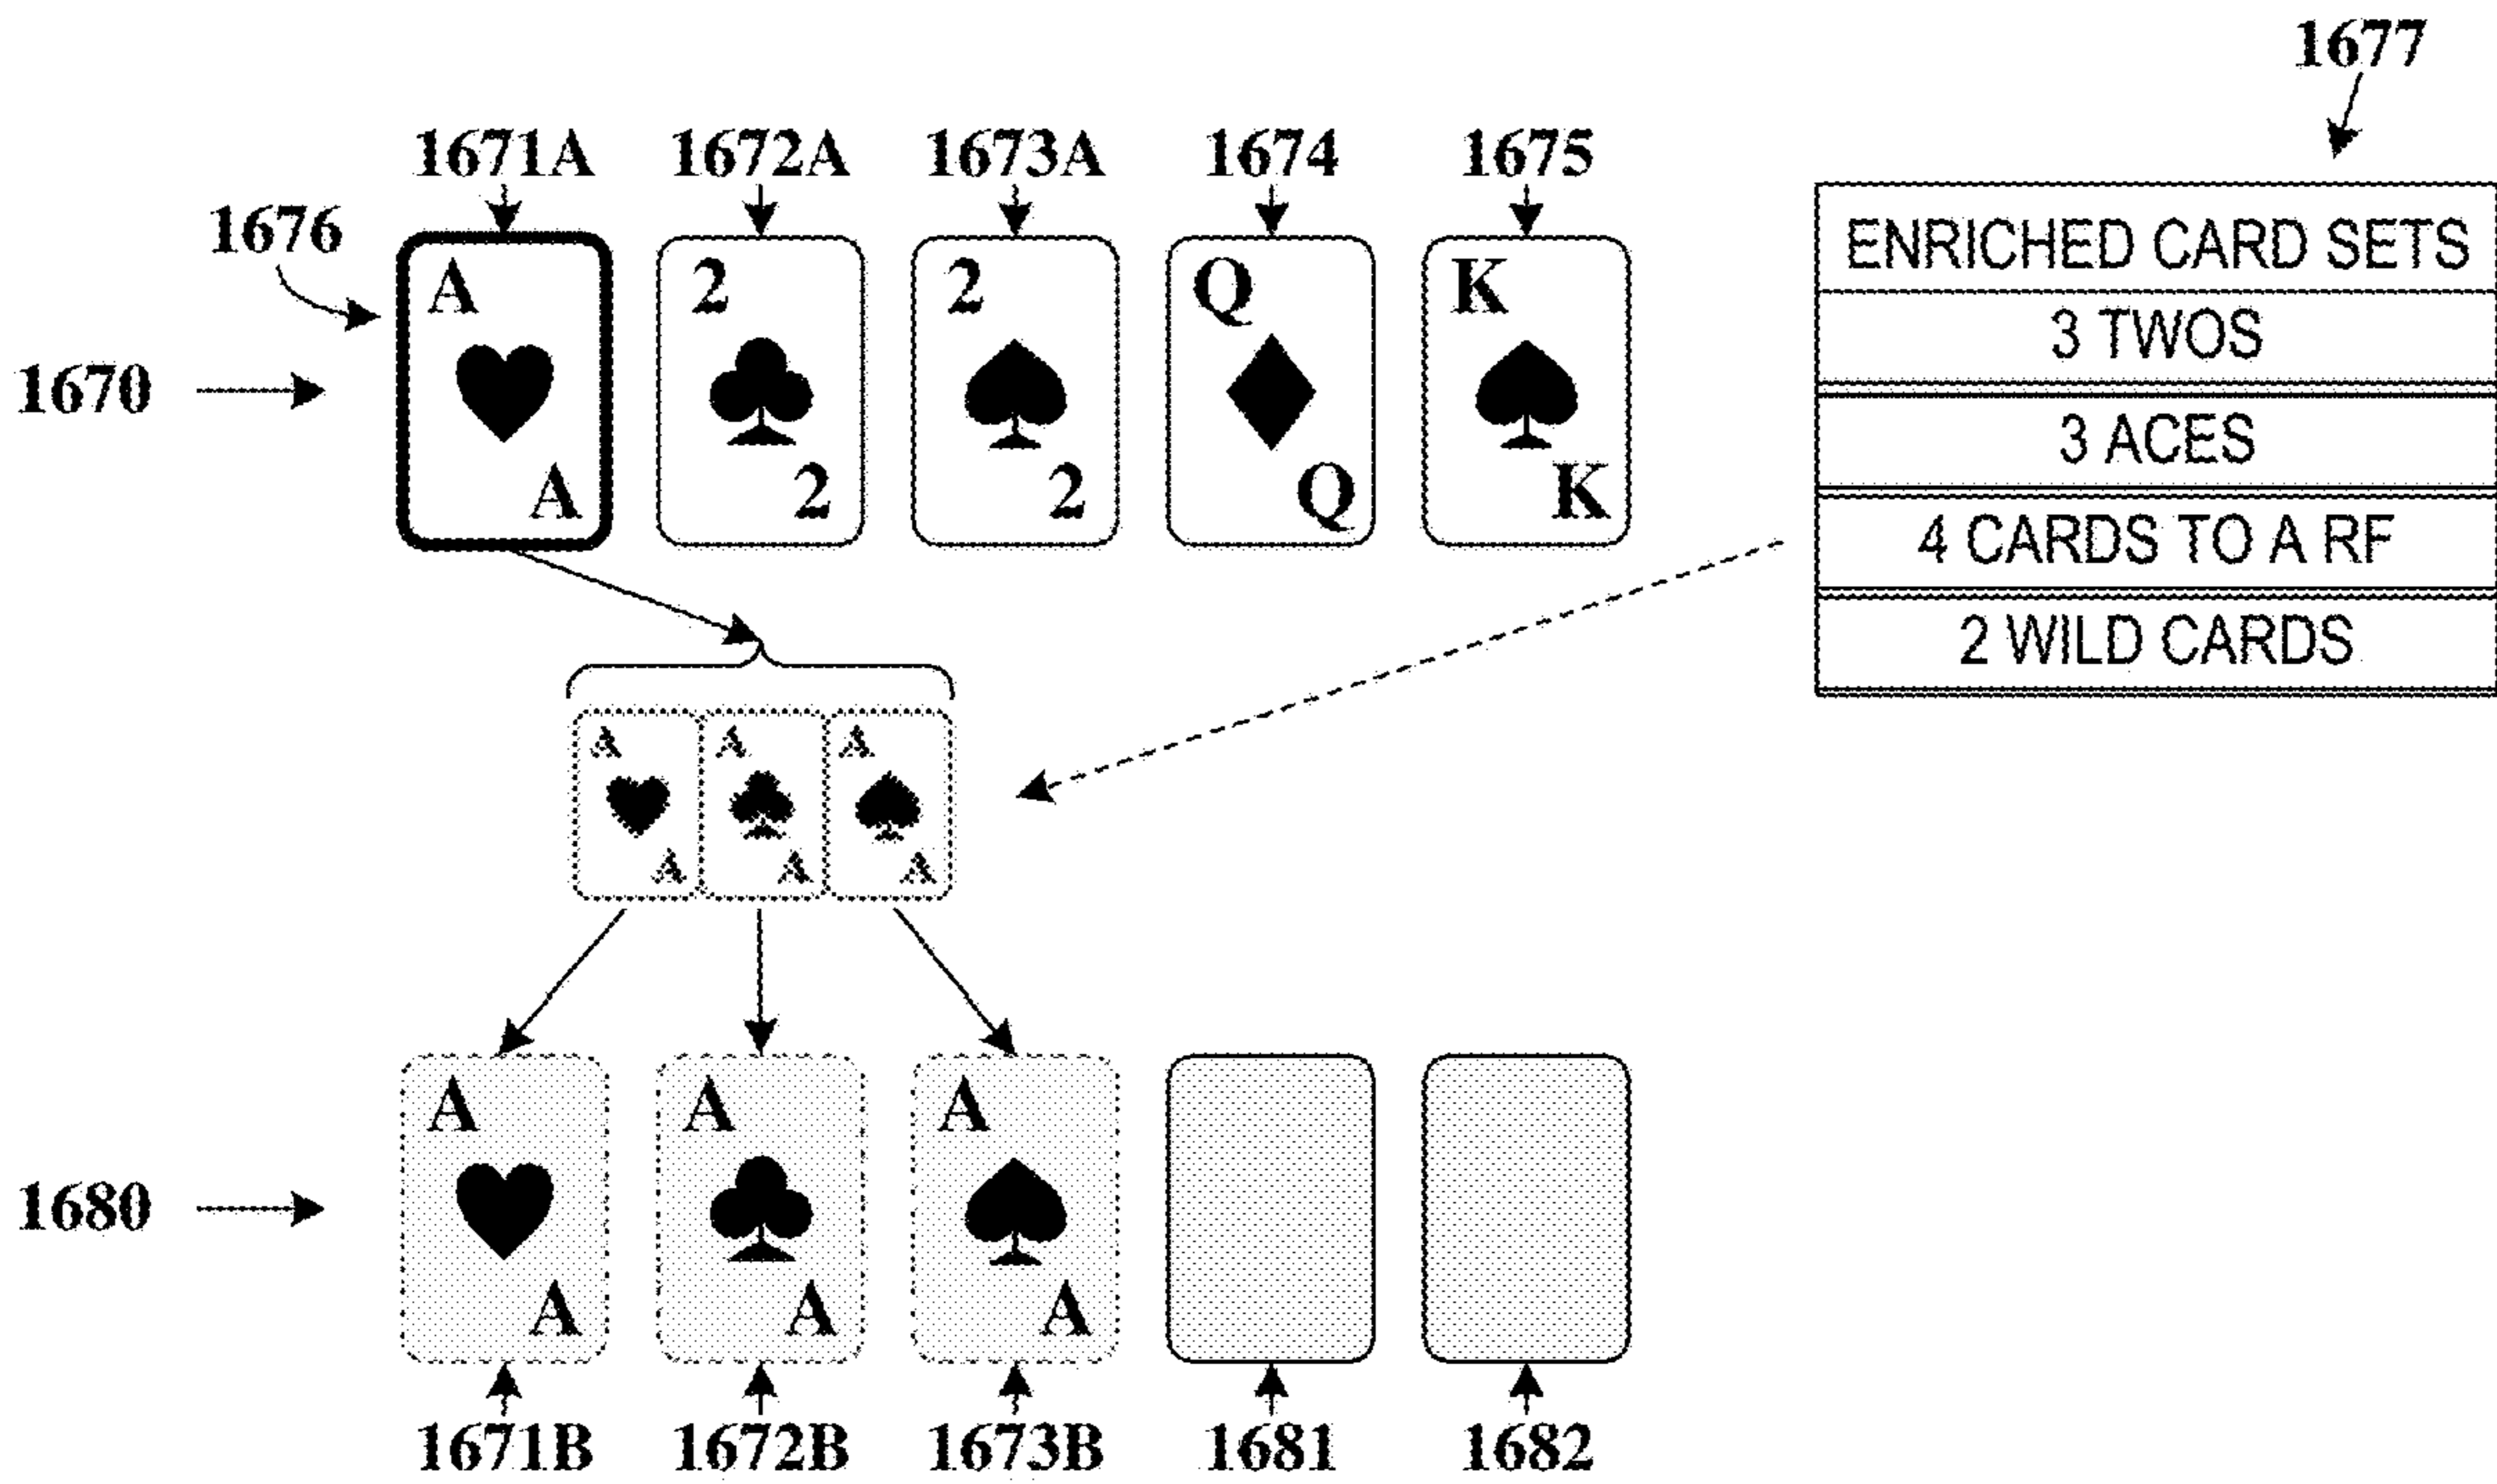 1677
1671A 1672A 1673A 1674 1675
1676
A 2 2 Q K
ENRICHED CARD SETS
3 TWOS
1670
3 ACES
A 2 2 Q K
4 CARDS TO A RF
2 WILD CARDS
A A A
A A A
A A A
1680
A A A
1671B 1672B 1673B 1681 1682